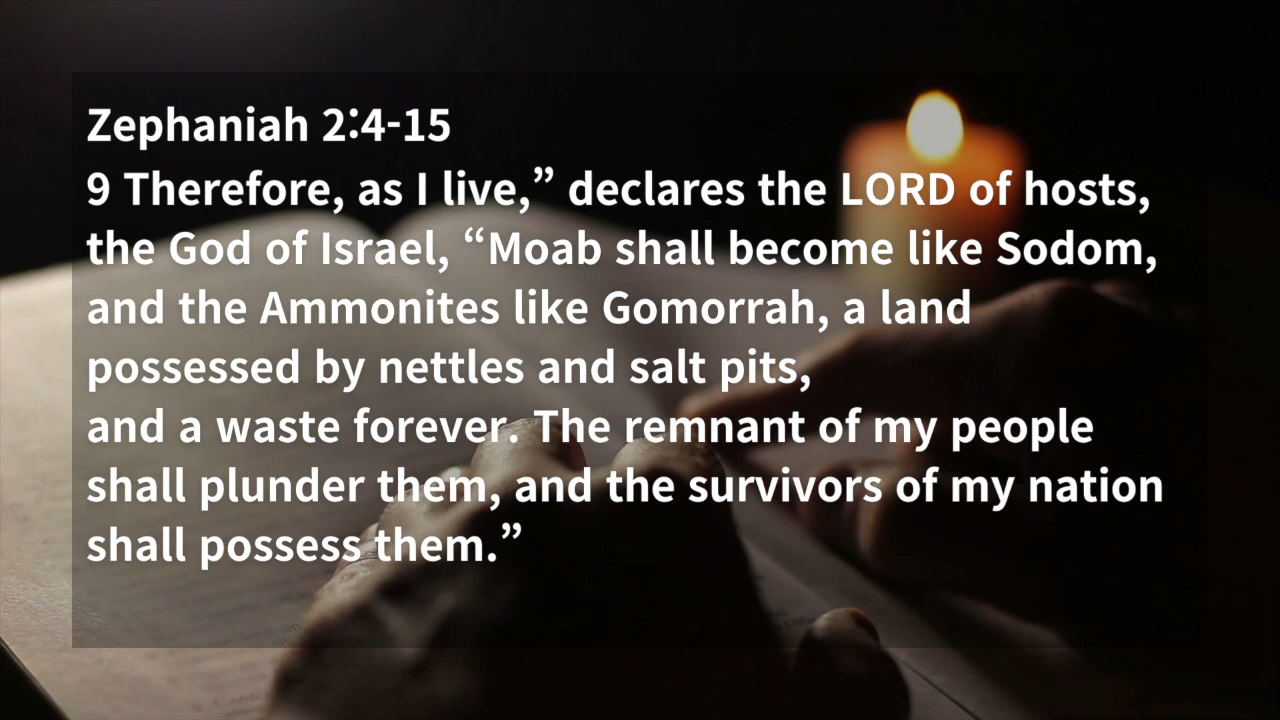 Zephaniah 2:4-15
9 Therefore, as I live,” declares the LORD of hosts,
the God of Israel, “Moab shall become like Sodom,
and the Ammonites like Gomorrah, a land
possessed by nettles and salt pits,
and a waste forever. The remnant of my people
shall plunder them, and the survivors of my nation
shall possess them.”